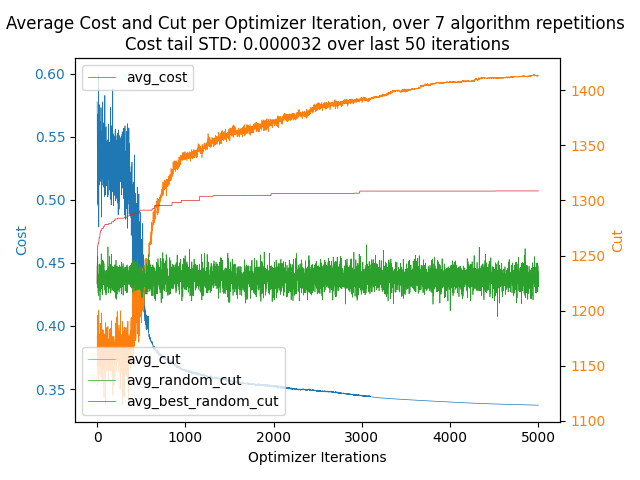 Average Cost and Cut per Optimizer Iteration, over 7 algorithm repetitions
Cost tail STD: 0.000032 over last 50 iterations
avg_cost
0.60
0.55
0.50
0.45
0.40
0.35
Cost
1400
1350
1300
1250
1200
1150
1100
Cut
avg_cut
avg_random_cut
avg_best_random_cut
0
1000
2000
3000
4000
5000
Optimizer Iterations